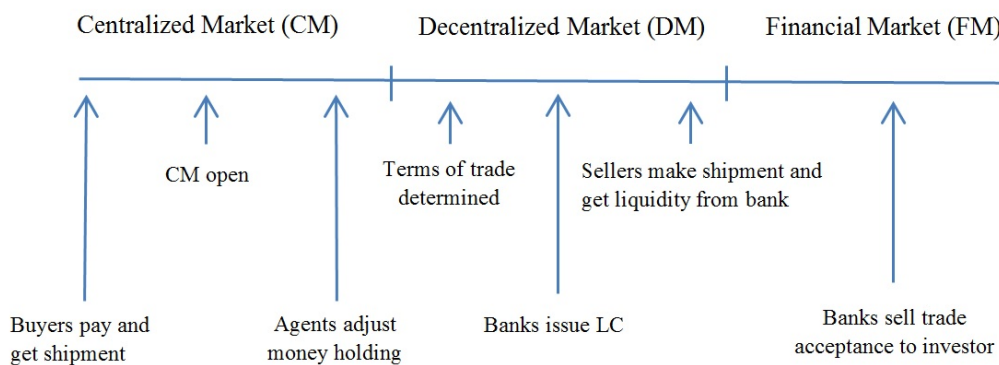 Centralized Market (CM)
Decentralized Market (DM)
Financial Market (FM)
CM open
Terms of trade
determined
Sellers make shipment and
get liquidity from bank
Buyers pay and
get shipment
Agents adjust
money holding
Banks issue LC
Banks sell trade
acceptance to investor